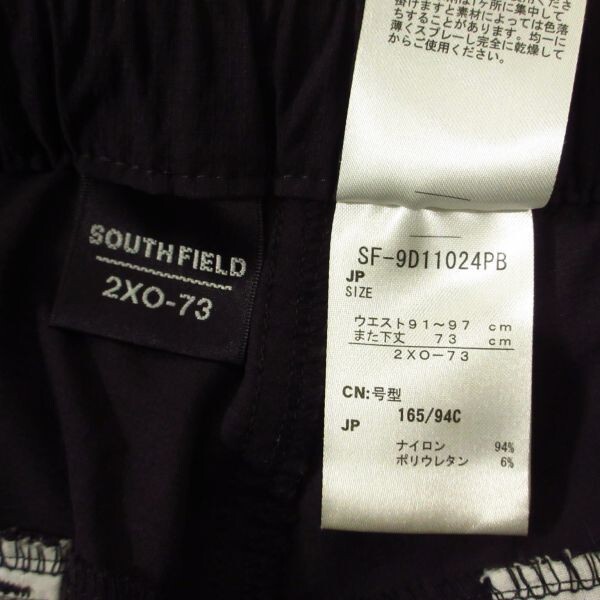 掛けますと素材によっては色落
ちすることがあります。均一に
薄くスプレーし完全に乾燥して
からご使用ください。
SOUTH FIELD
2XO-73
SF-9D11024PB
JP
SIZE
ウエスト91~97 cm
また下丈 73 cm
2XO-73
CN:号型
165/94C
JP
ナイロン 94%
ポリウレタン 6%